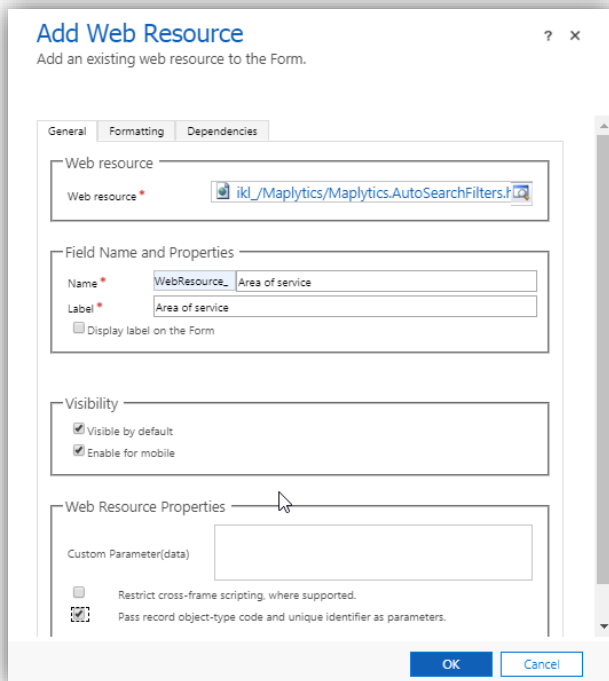 Add Web Resource
? ×
Add an existing web resource to the Form.
General Formatting Dependencies
Web resource
Web resource * ikl_/Maplytics/Maplytics.AutoSearchFilters.h
Field Name and Properties
Name * WebResource_ Area of service
Label * Area of service
Display label on the Form
Visibility
Visible by default
Enable for mobile
Web Resource Properties
Custom Parameter(data)
Restrict cross-frame scripting, where supported.
Pass record object-type code and unique identifier as parameters.
OK Cancel